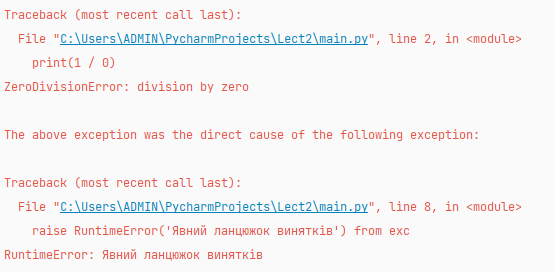 Traceback (most recent call last):
  File "C:\Users\ADMIN\PycharmProjects\Lect2\main.py", line 2, in <module>
    print(1 / 0)
ZeroDivisionError: division by zero

The above exception was the direct cause of the following exception:

Traceback (most recent call last):
  File "C:\Users\ADMIN\PycharmProjects\Lect2\main.py", line 8, in <module>
    raise RuntimeError('Явний ланцюжок винятків') from exc
RuntimeError: Явний ланцюжок винятків